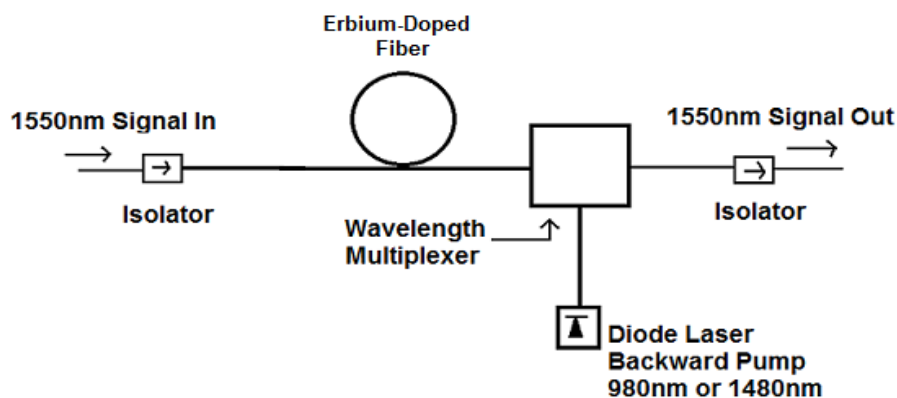 Erbium-Doped
Fiber
1550nm Signal In
1550nm Signal Out
Isolator
Isolator
Wavelength
Multiplexer
Diode Laser
Backward Pump
980nm or 1480nm